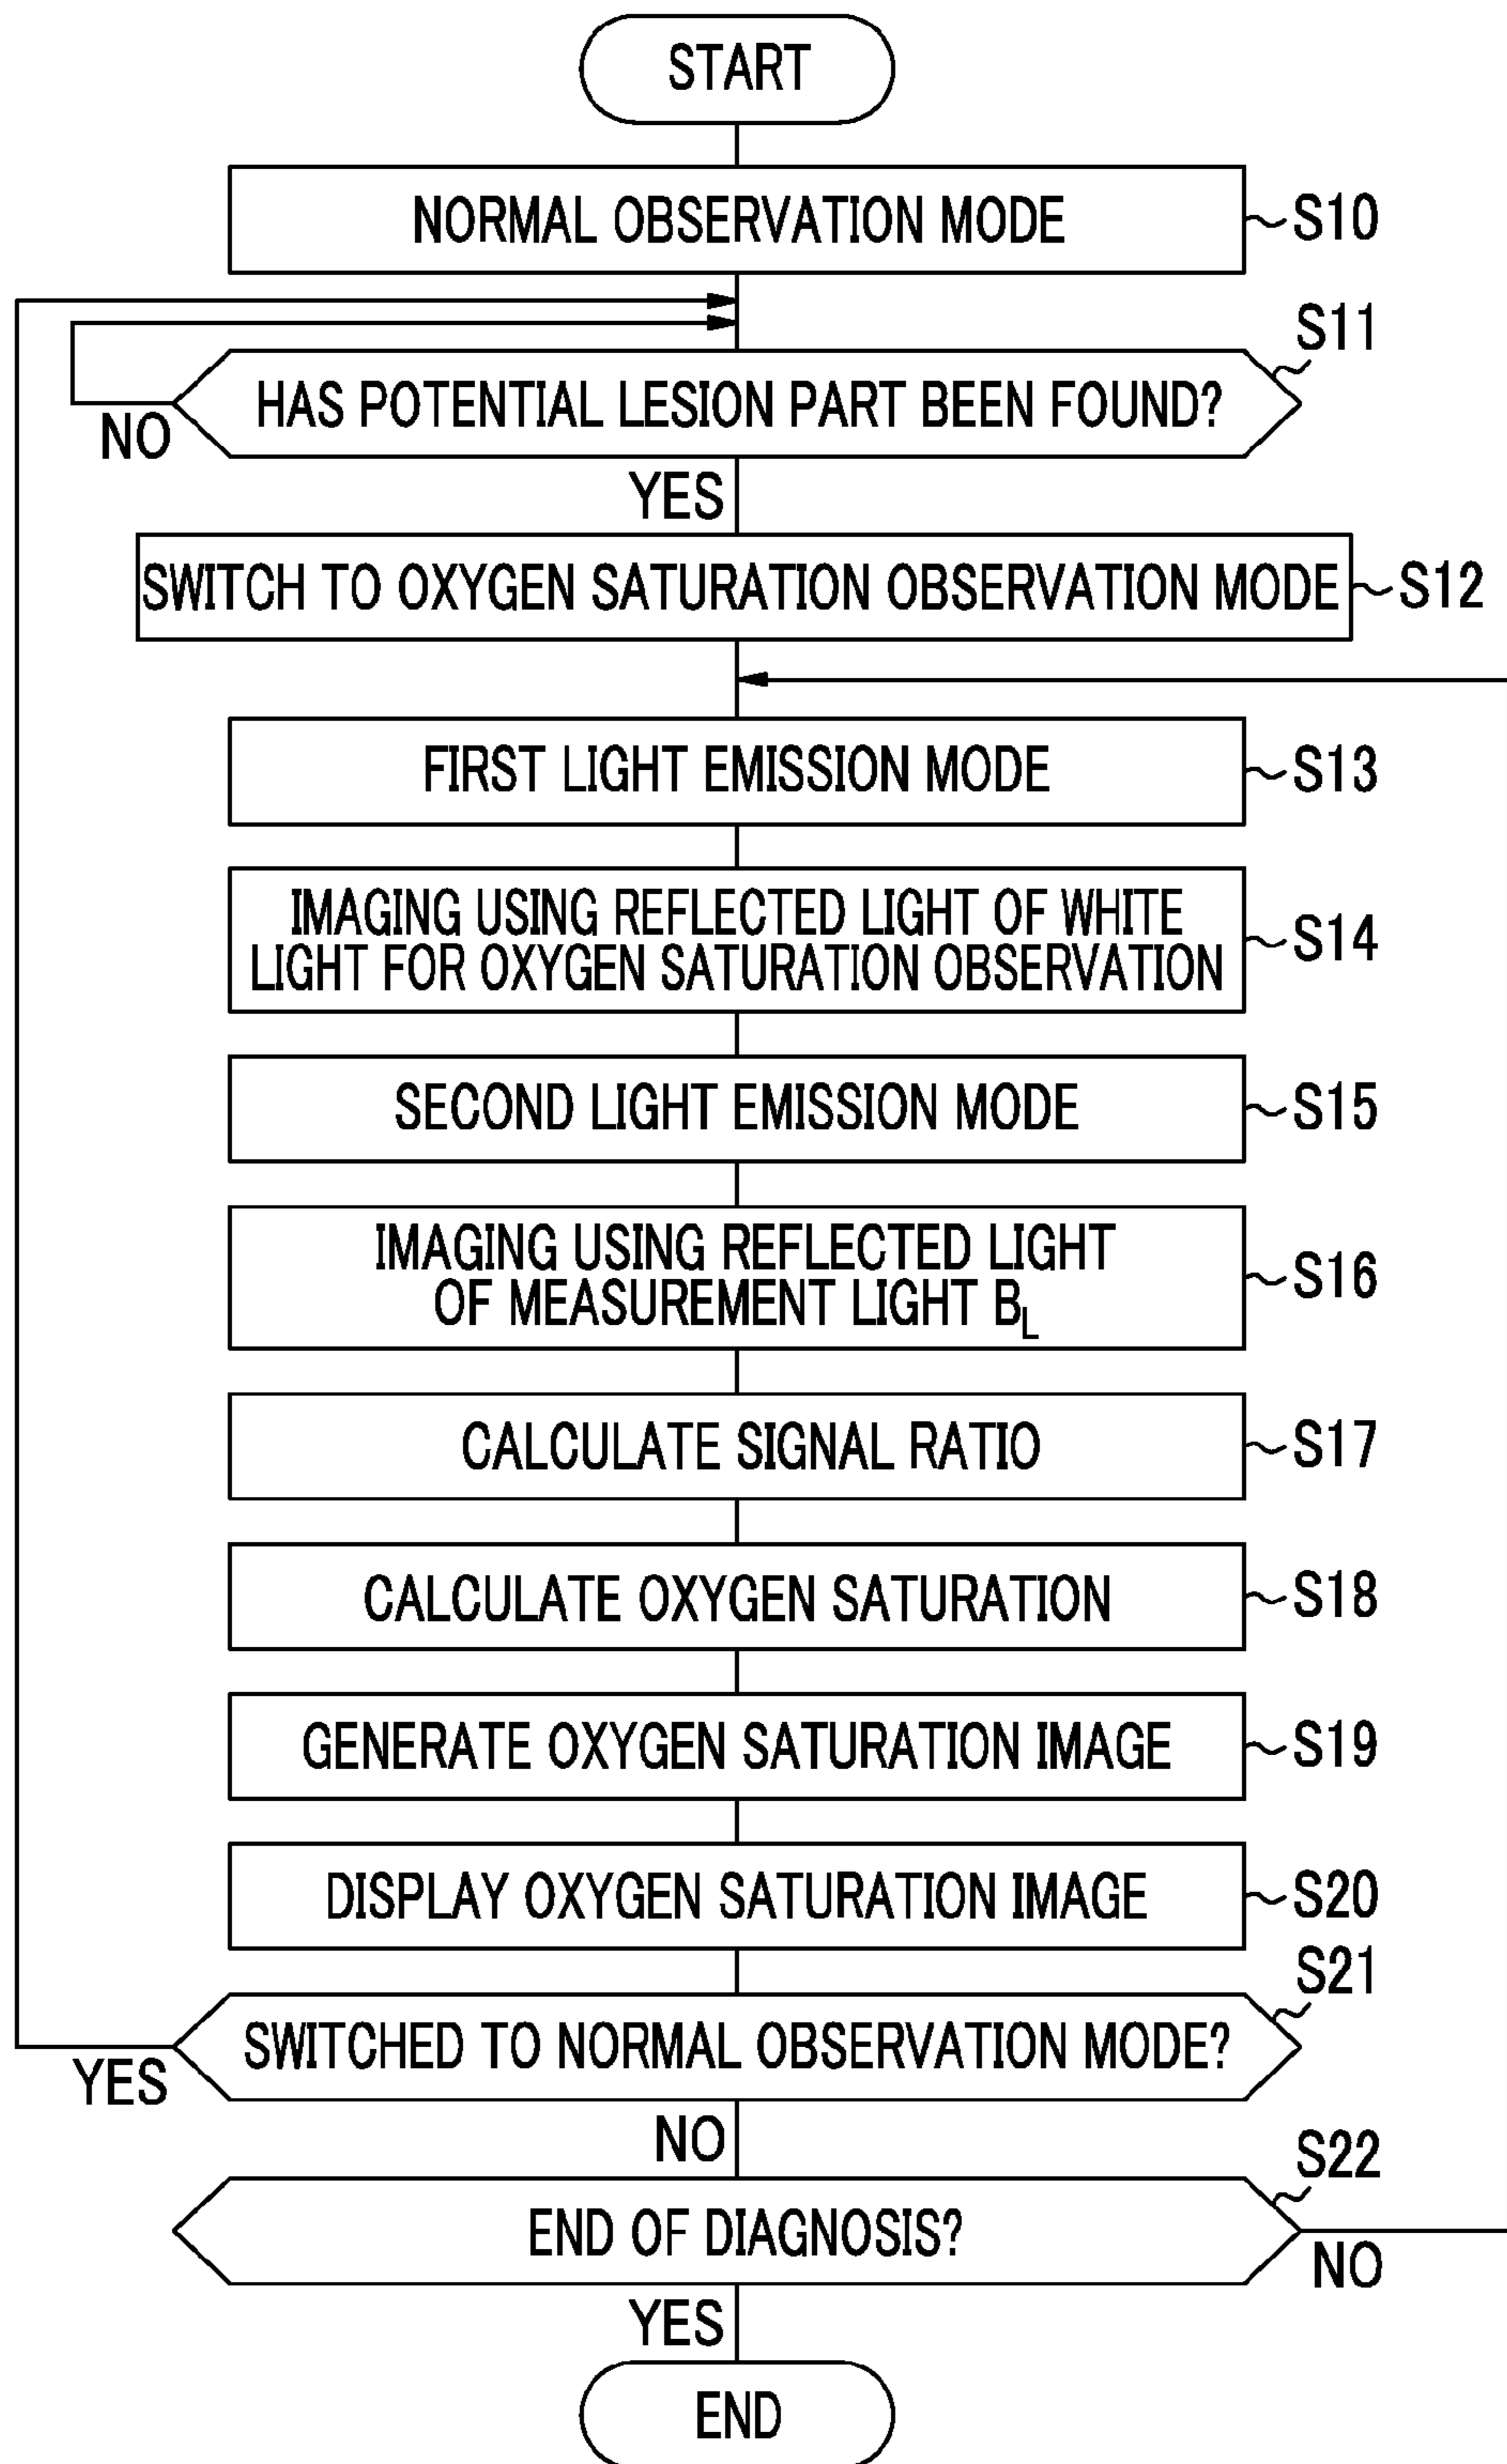 START
NORMAL OBSERVATION MODE
S10
S11
HAS POTENTIAL LESION PART BEEN FOUND?
NO
YES
SWITCH TO OXYGEN SATURATION OBSERVATION MODE
S12
FIRST LIGHT EMISSION MODE
S13
IMAGING USING REFLECTED LIGHT OF WHITE
LIGHT FOR OXYGEN SATURATION OBSERVATION
S14
SECOND LIGHT EMISSION MODE
S15
IMAGING USING REFLECTED LIGHT
OF MEASUREMENT LIGHT BL
S16
CALCULATE SIGNAL RATIO
S17
CALCULATE OXYGEN SATURATION
S18
GENERATE OXYGEN SATURATION IMAGE
S19
DISPLAY OXYGEN SATURATION IMAGE
S20
S21
SWITCHED TO NORMAL OBSERVATION MODE?
YES
NO
S22
END OF DIAGNOSIS?
NO
YES
END